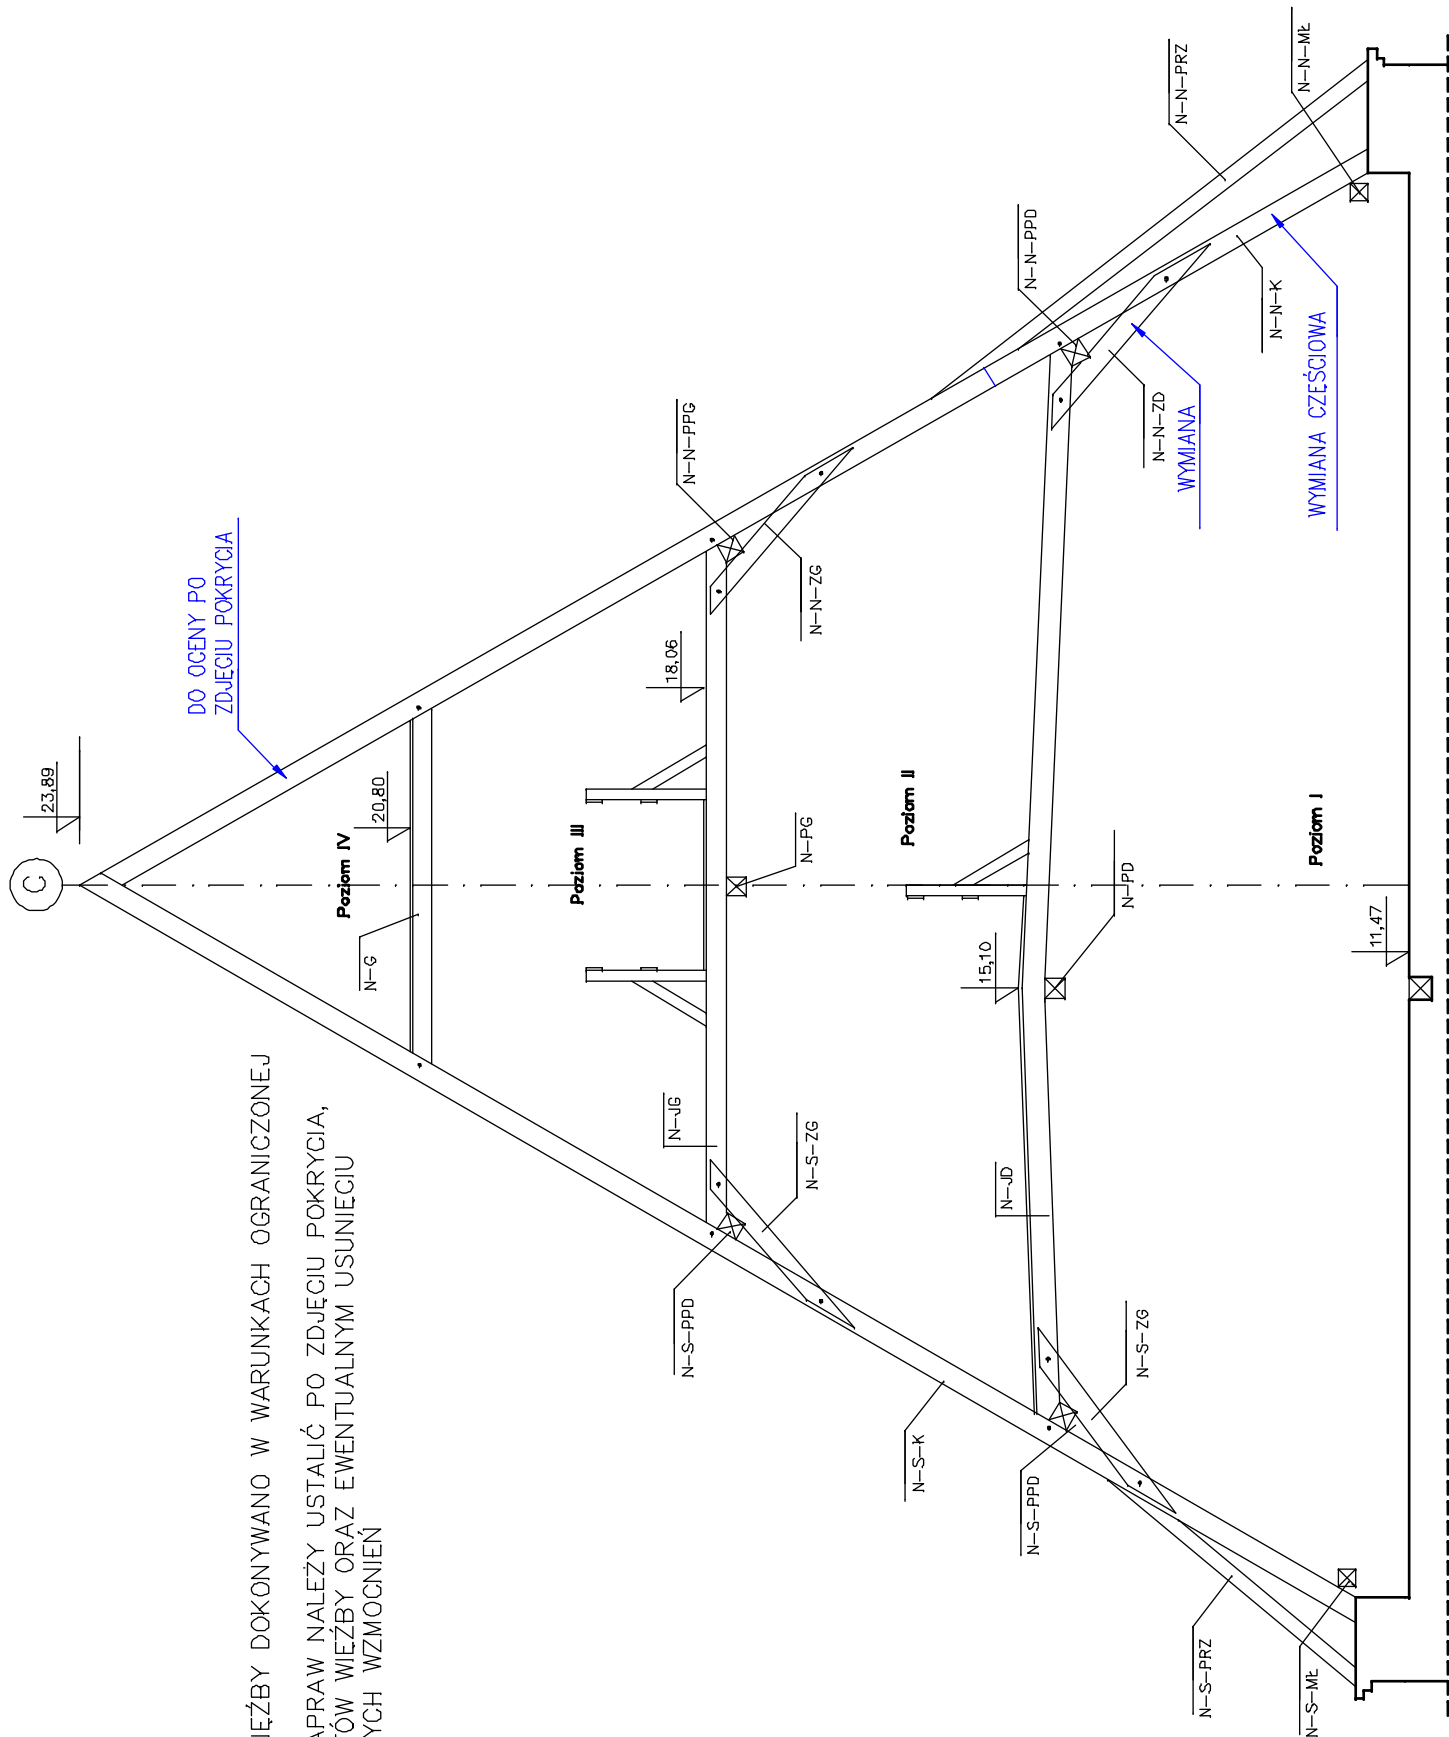 IĘŹBY DOKONYWANO W WARUNKACH OGRANICZONEJ
APRAW NALEŻY USTALIĆ PO ZDJĘCIU POKRYCIA,
TÓW WIĘŹBY ORAZ EWENTUALNYM USUNIĘCIU
YCH WZMOCNIEŃ
C
23,89
DO OCENY PO
ZDJĘCIU POKRYCIA
20,80
Poziom IV
N-G
18,06
Poziom III
N-PG
N-JG
N-S-ZG
N-S-PPD
N-N-PPG
N-N-ZG
N-S-K
Poziom II
15,10
N-PD
N-JD
N-S-ZG
N-S-PPD
N-N-PPD
N-N-ZD
WYMIANA
N-N-K
WYMIANA CZĘŚCIOWA
N-N-PRZ
N-N-MŁ
Poziom I
11,47
N-S-PRZ
N-S-MŁ